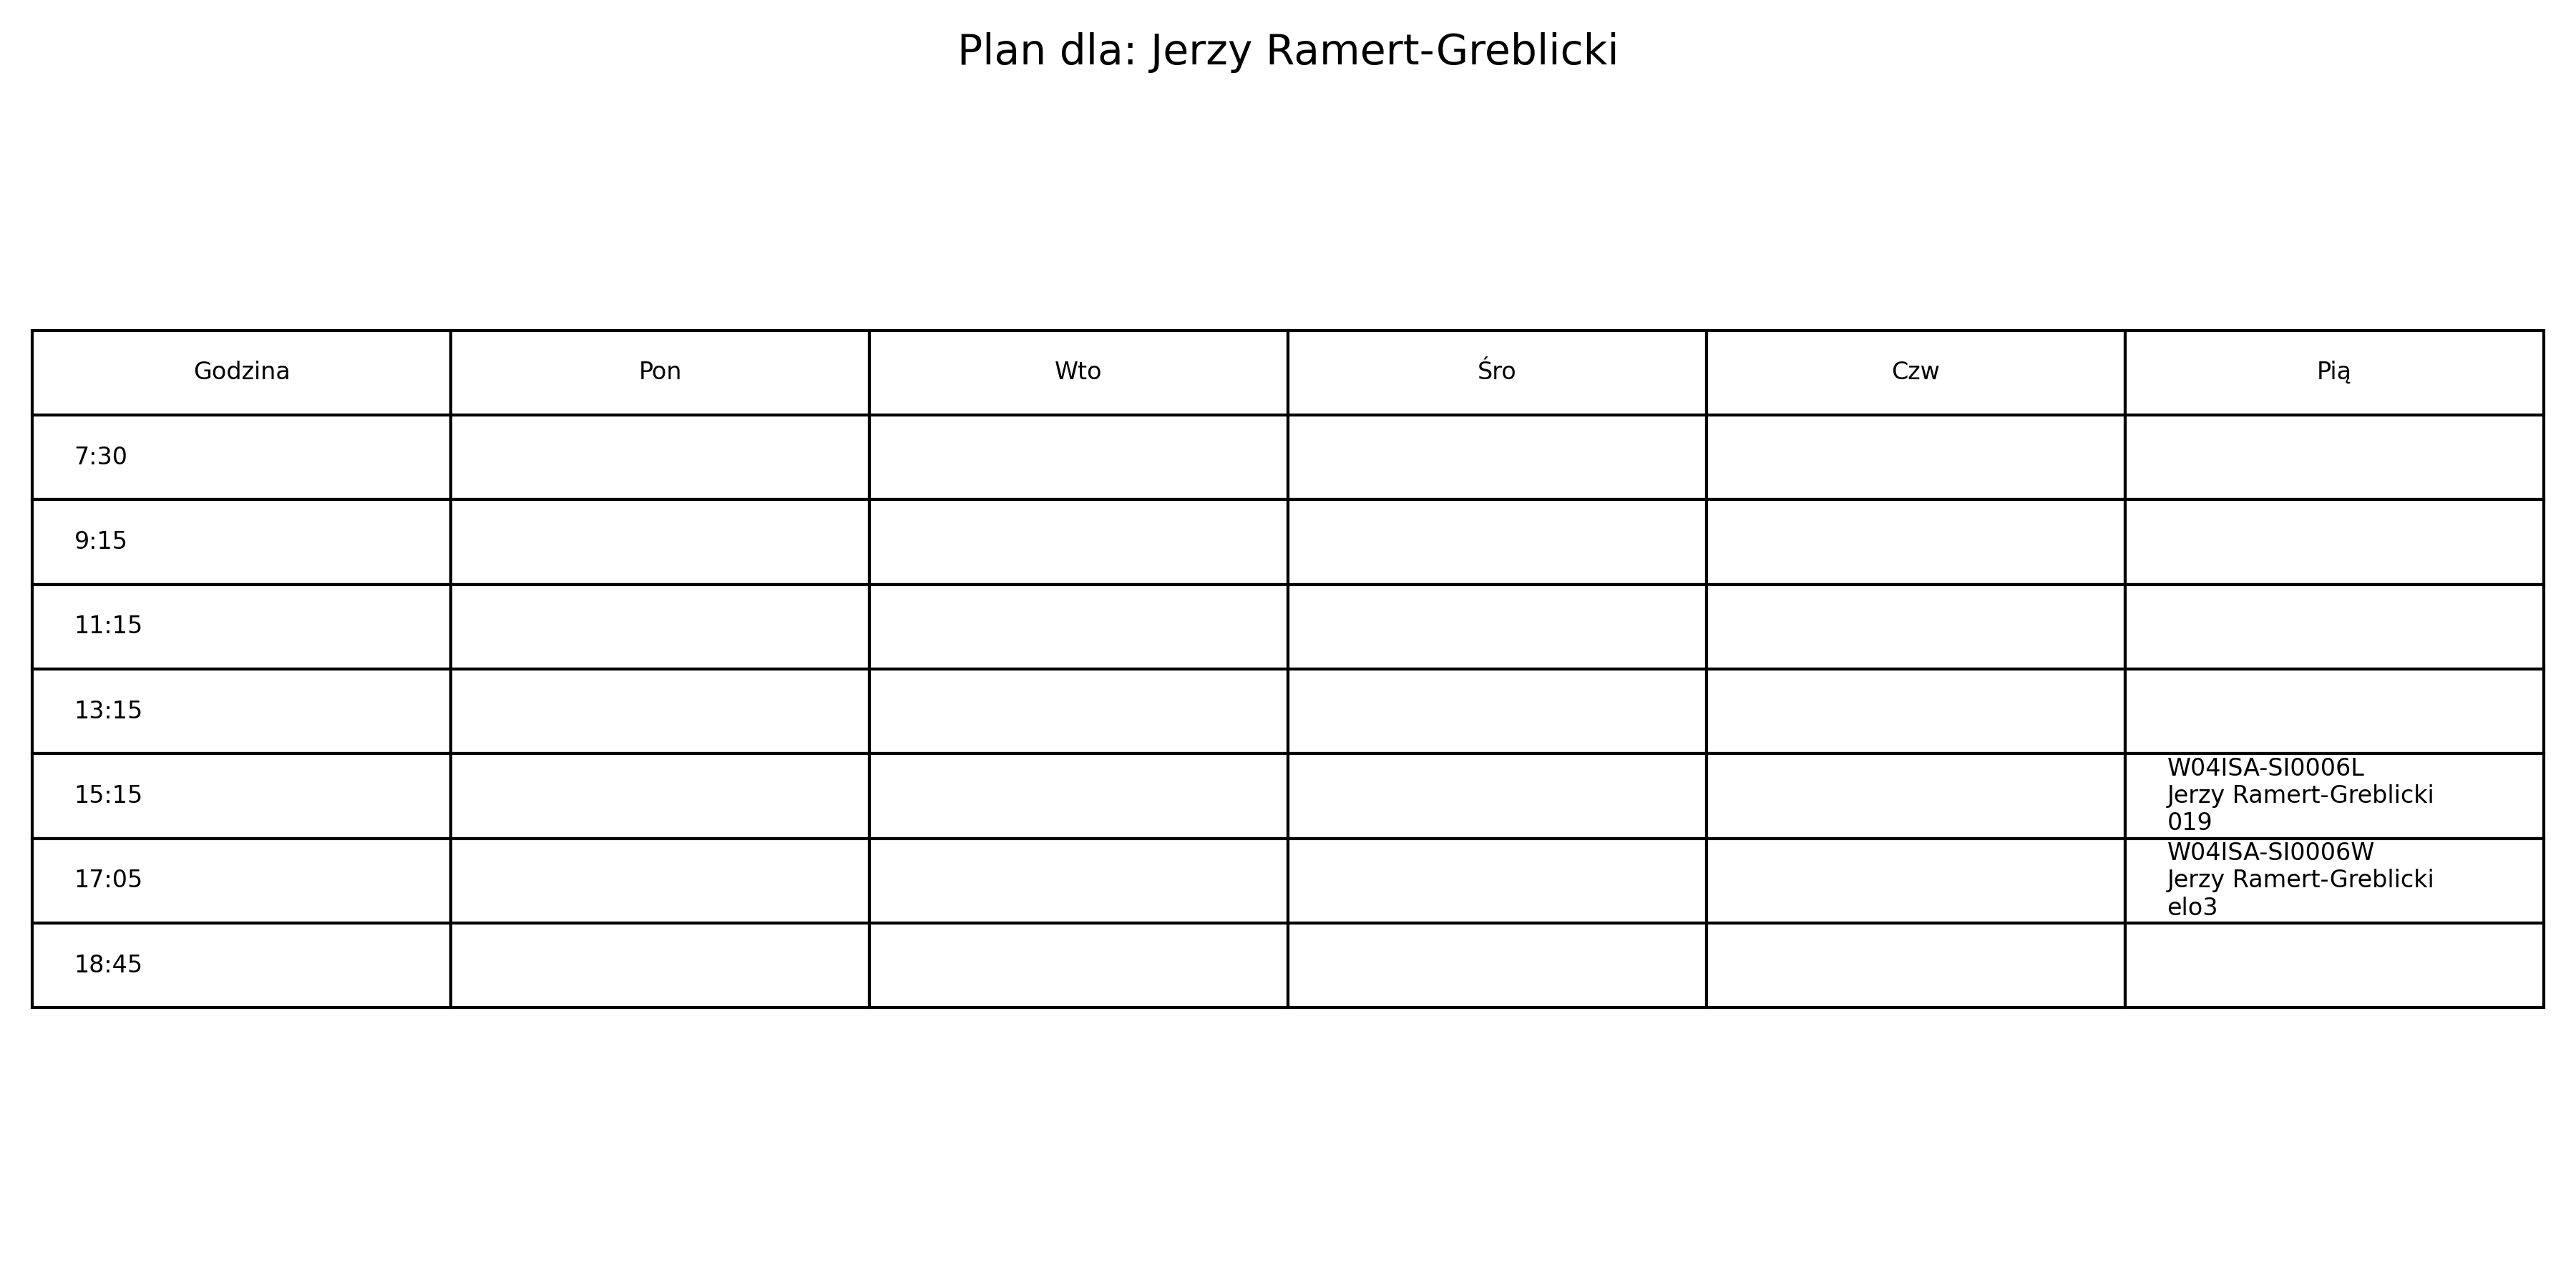 Plan dla: Jerzy Ramert-Greblicki
Godzina Pon Wto Śro Czw Pią
7:30
9:15
11:15
13:15
15:15
W04ISA-SI0006L
Jerzy Ramert-Greblicki
019
17:05
W04ISA-SI0006W
Jerzy Ramert-Greblicki
elo3
18:45